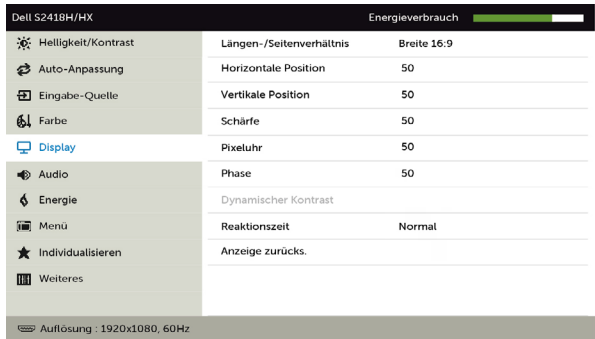 Dell S2418H/HX Energieverbrauch
Helligkeit/Kontrast Längen-/Seitenverhältnis Breite 16:9
Auto-Anpassung Horizontale Position 50
Eingabe-Quelle Vertikale Position 50
Farbe Schärfe 50
Display Pixeluhr 50
Audio Phase 50
Energie Dynamischer Kontrast
Menü Reaktionszeit Normal
Individualisieren Anzeige zurücks.
Weiteres
Auflösung : 1920x1080, 60Hz